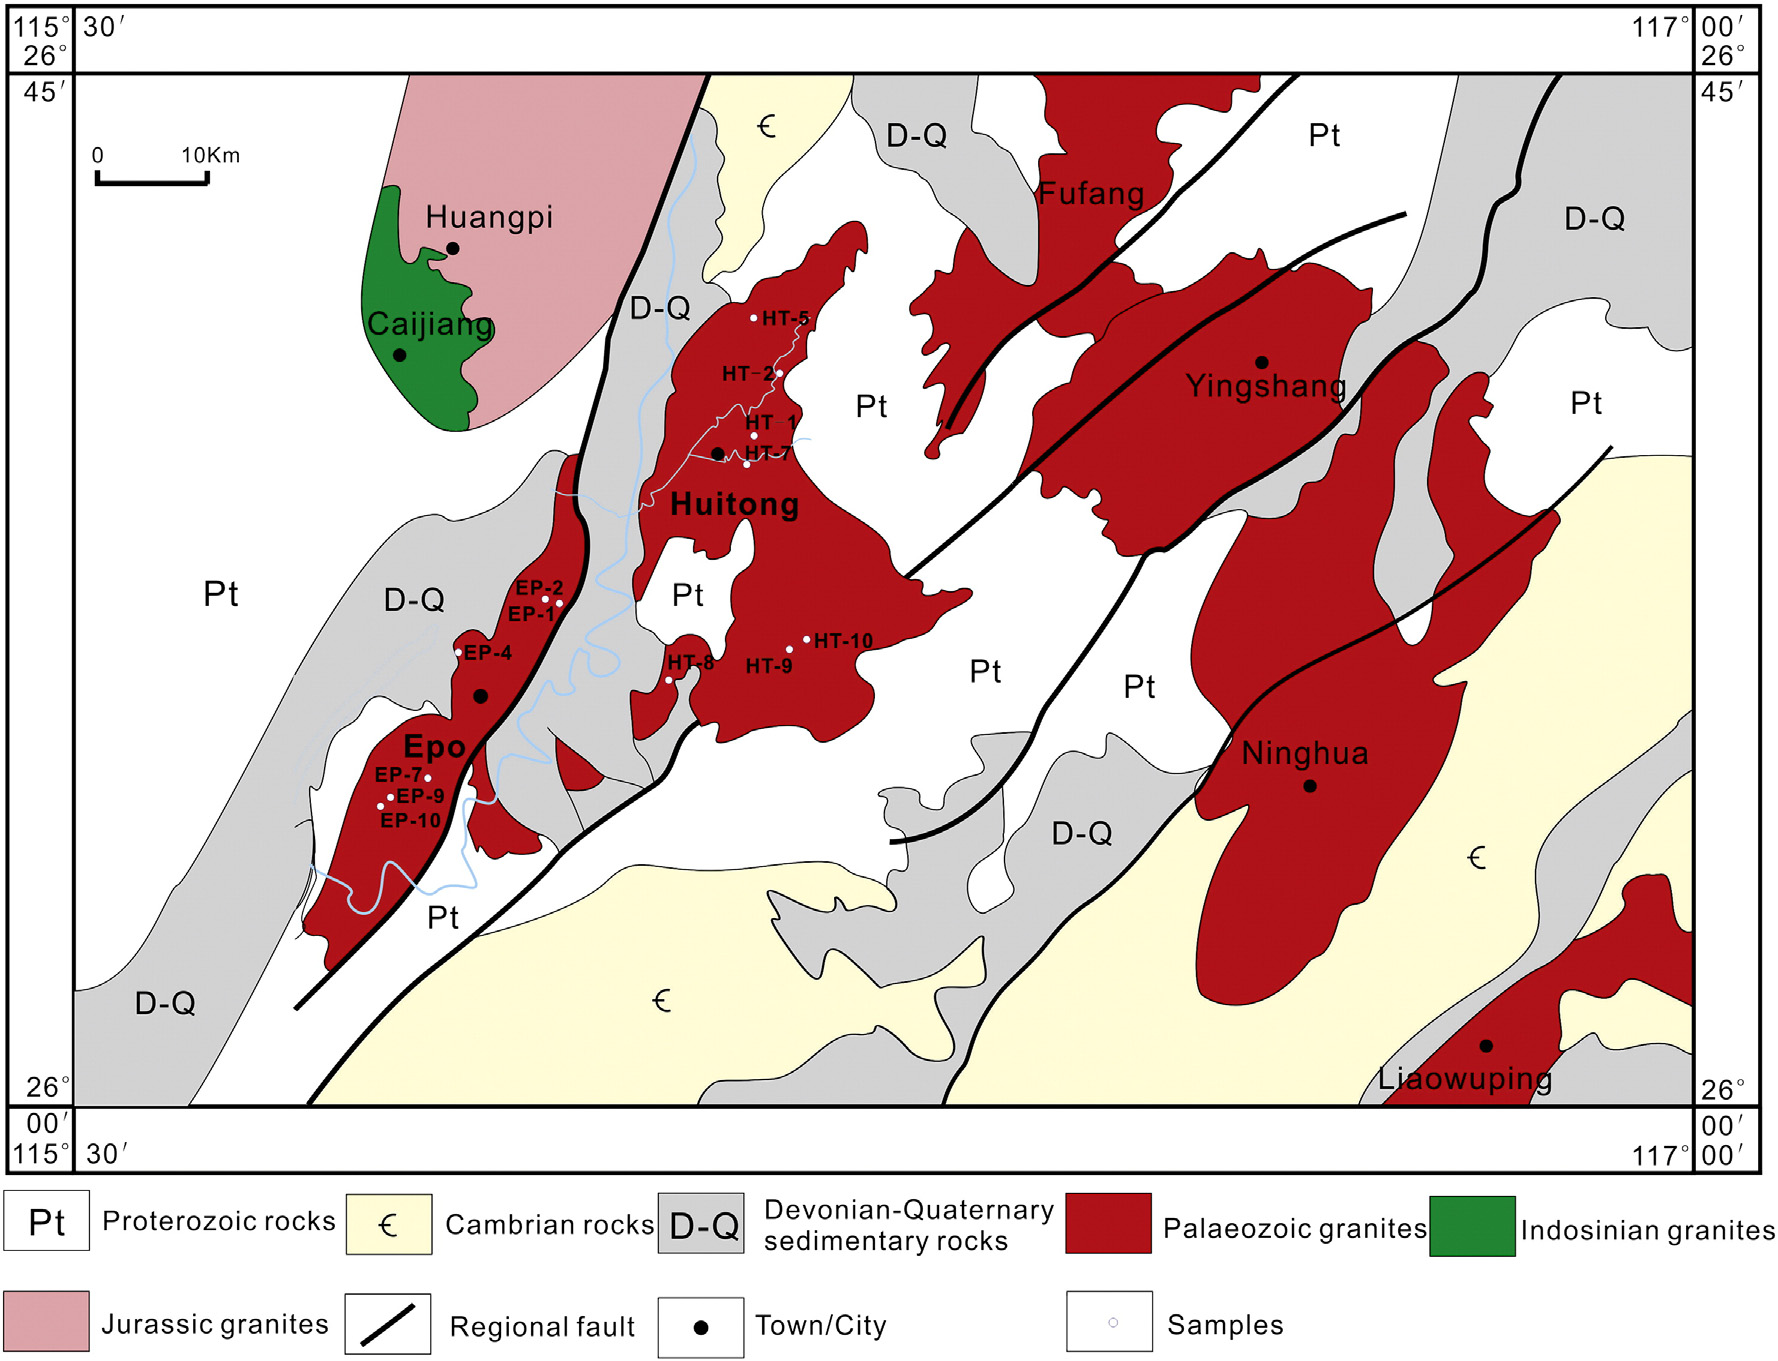 115° 30′ 117° 00′
26° 26°
45′ 45′
0 10Km
Є
D-Q
Pt
Fufang
Huangpi
D-Q
D-Q
HT-5
Caijiang
HT-2
Yingshang
Pt
Pt
HT-1
HT-7
Huitong
EP-2
Pt
D-Q
Pt
EP-1
HT-10
EP-4
HT-8
HT-9
Pt
Pt
Epo
Ninghua
EP-7
EP-9
EP-10
D-Q
Є
Pt
D-Q
Є
Liaowuping
26° 26°
00′ 00′
115° 30′ 117° 00′
Pt Proterozoic rocks
Є Cambrian rocks
D-Q Devonian-Quaternary
sedimentary rocks
Palaeozoic granites
Indosinian granites
Jurassic granites
Regional fault
Town/City
Samples